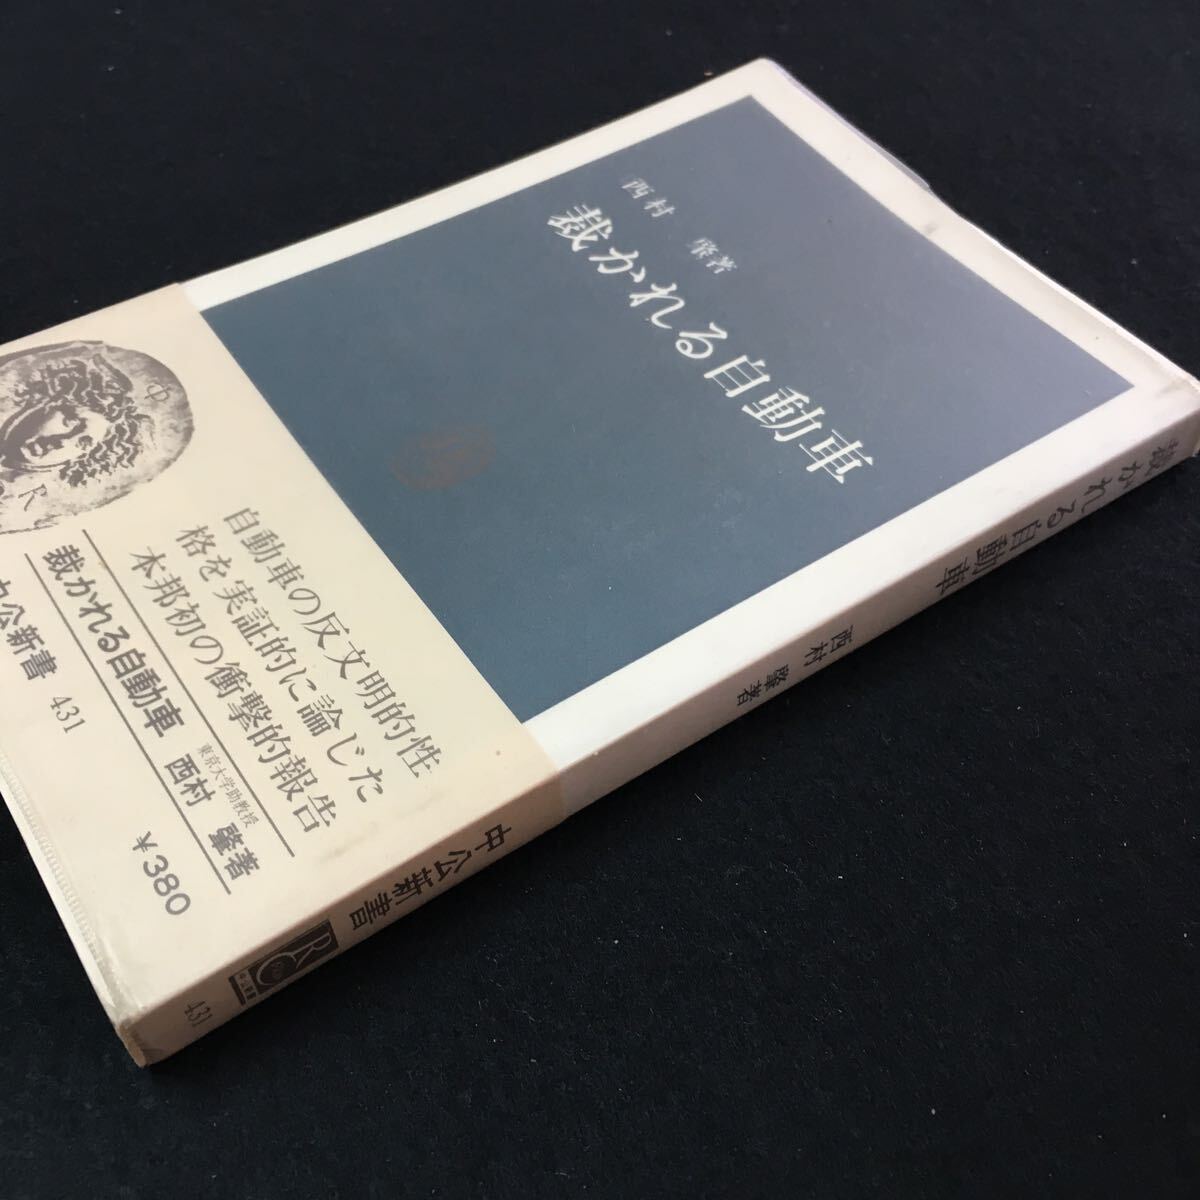 西村 肇著
裁かれる自動車
自動車の反文明的性
格を実証的に論じた
本邦初の衝撃的報告
裁かれる自動車
東京大学助教授
西村 肇著
中公新書 431
¥380
裁かれる自動車
西村 肇著
中公新書
431